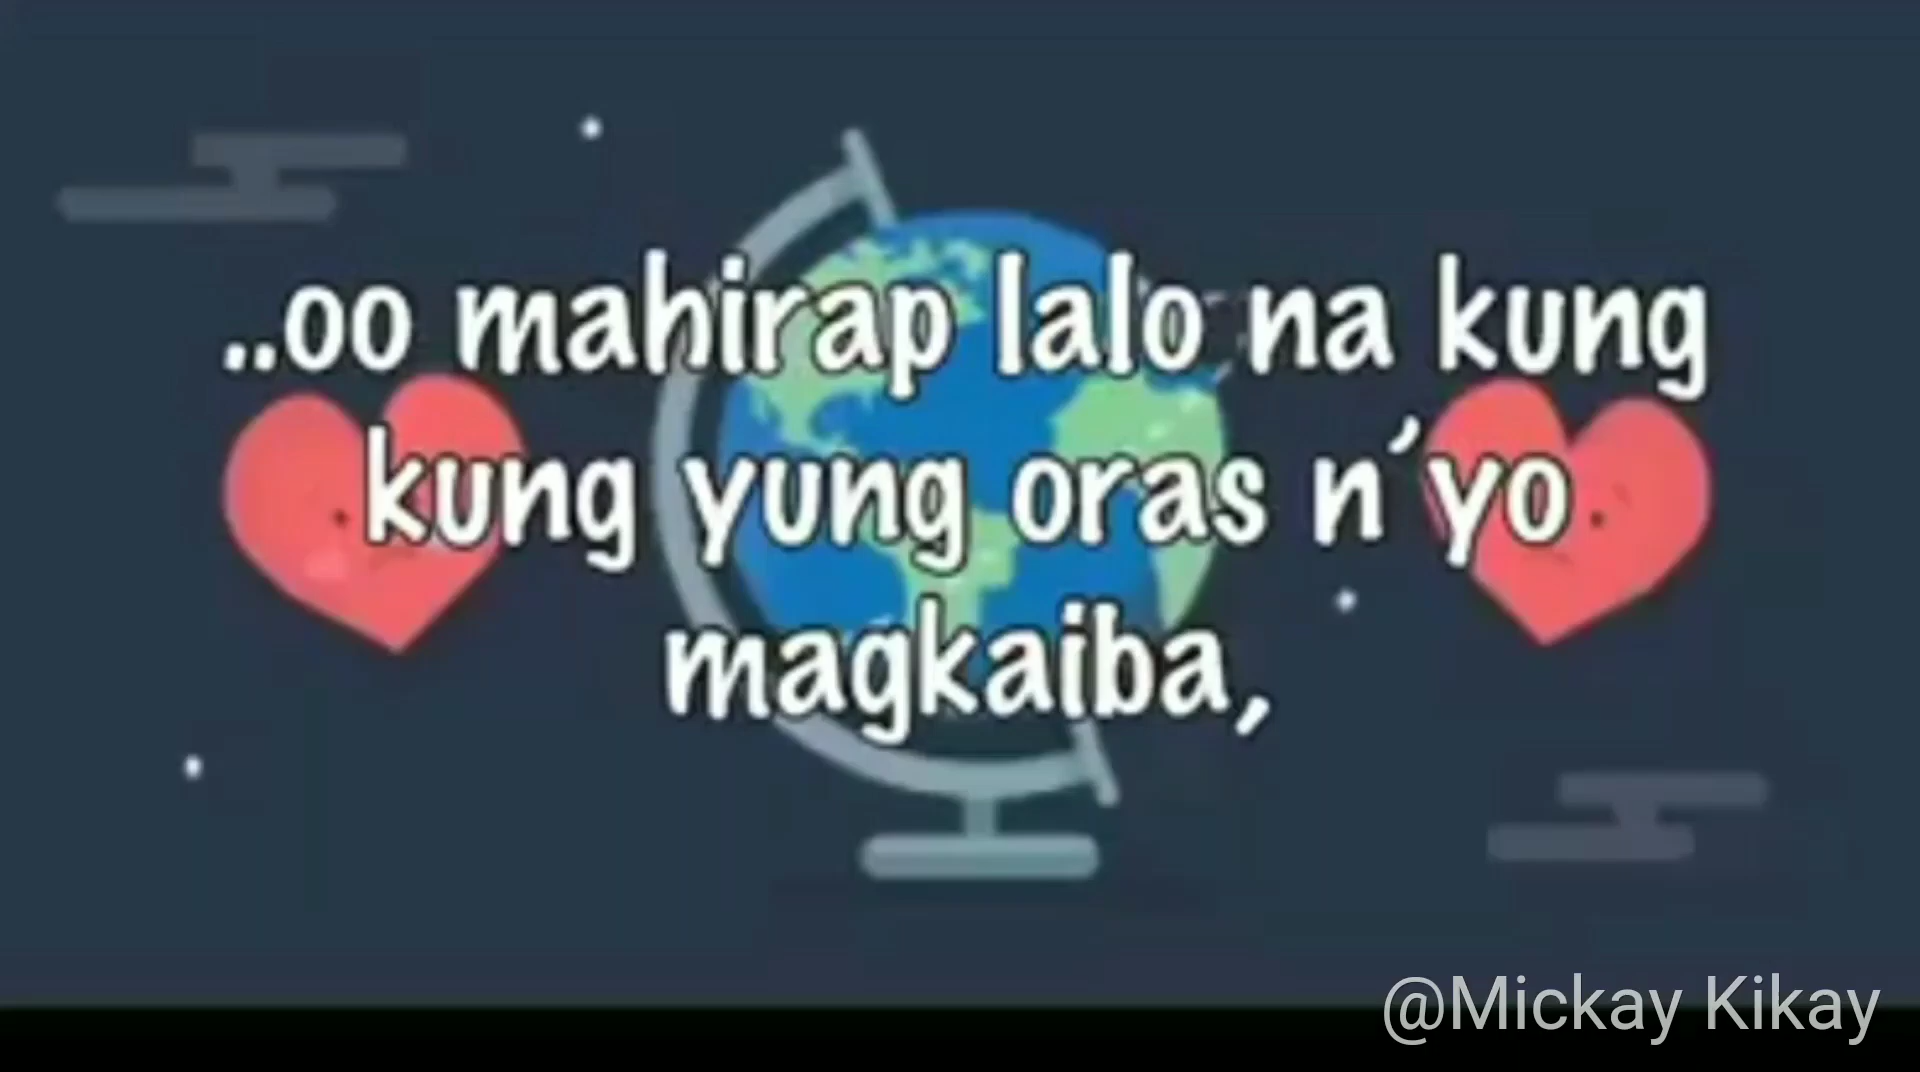 ..oo mahirap lalo na kung
kung yung oras n'yo
magkaiba,
@Mickay Kikay